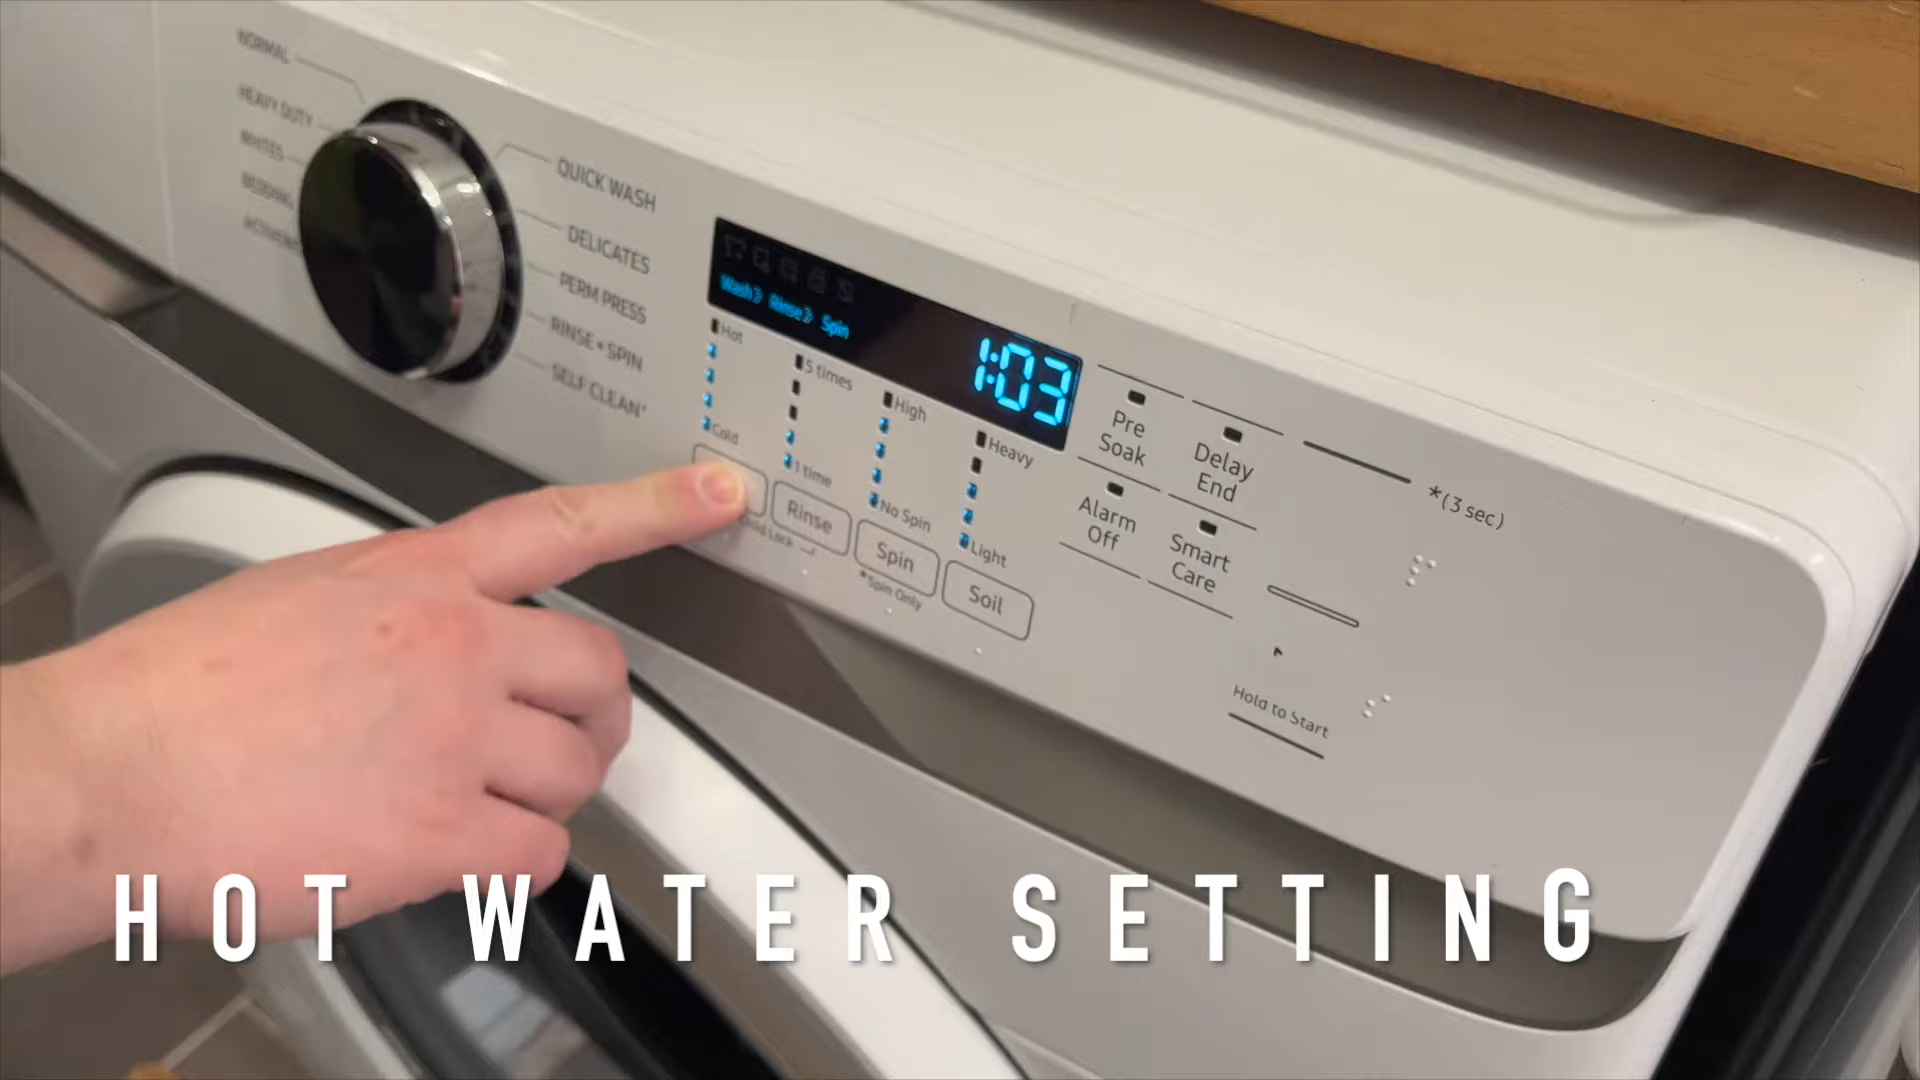 NORMAL
HEAVY DUTY
WHITES
BEDDING
QUICK WASH
DELICATES
PERM PRESS
RINSE + SPIN
SELF CLEAN*
Wash Rinse Spin
1:03
Hot
Cold
5 times
1 time
High
No Spin
Heavy
Light
Rinse
Spin
*Spin Only
Soil
Pre
Soak
Delay
End
Alarm
Off
Smart
Care
*(3 sec)
Hold to Start
HOT WATER SETTING